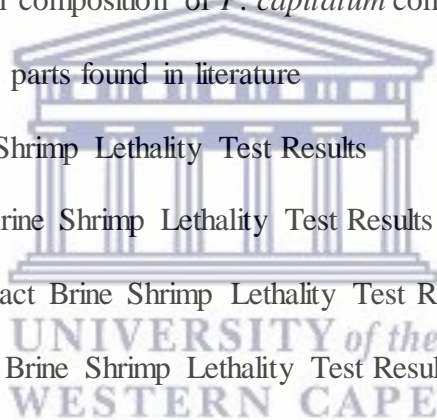 composition of P. capitatum com
parts found in literature
Shrimp Lethality Test Results
rine Shrimp Lethality Test Results
act Brine Shrimp Lethality Test R
UNIVERSITY of the
Brine Shrimp Lethality Test Resul
WESTERN CAPE